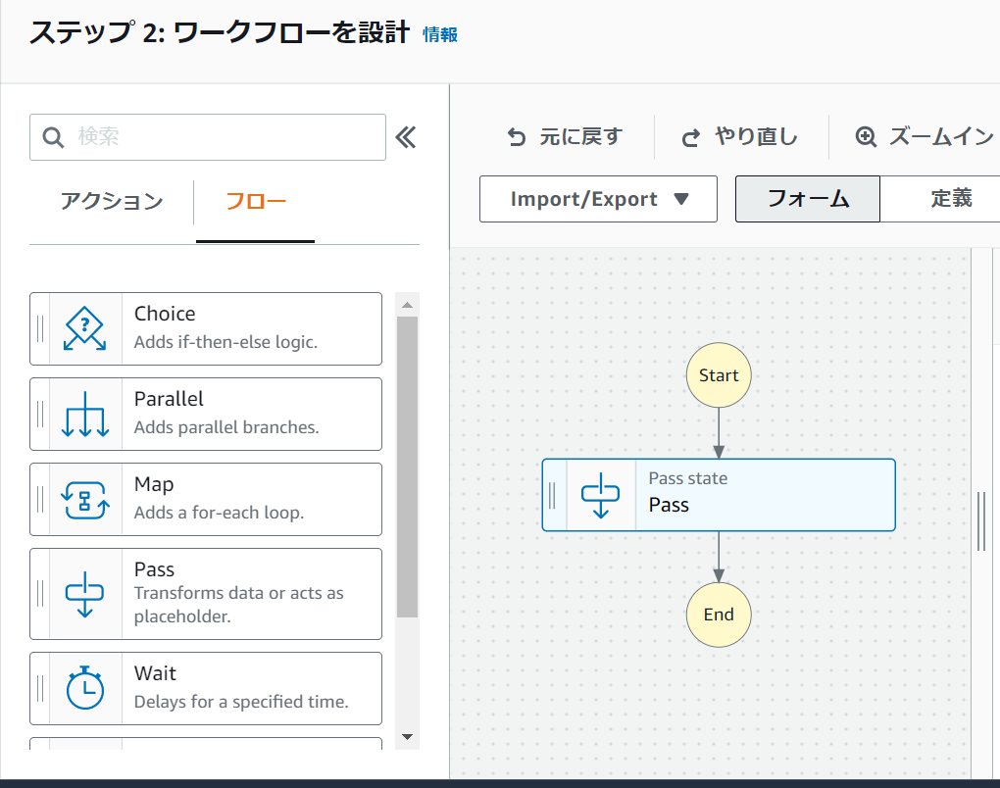 ステップ 2: ワークフローを設計 情報
検索
元に戻す
やり直し
ズームイン
アクション
フロー
Import/Export
フォーム
定義
Choice
Adds if-then-else logic.
Parallel
Adds parallel branches.
Map
Adds a for-each loop.
Pass
Transforms data or acts as
placeholder.
Wait
Delays for a specified time.
Start
Pass state
Pass
End